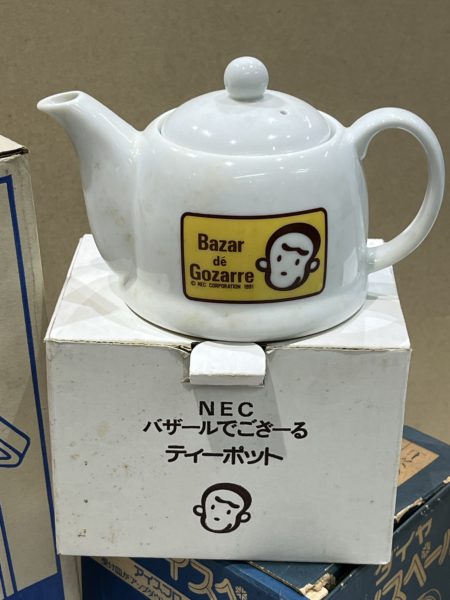 Bazar
dé
Gozarre
© NEC CORPORATION 1991
NEC
バザールでござーる
ティーポット